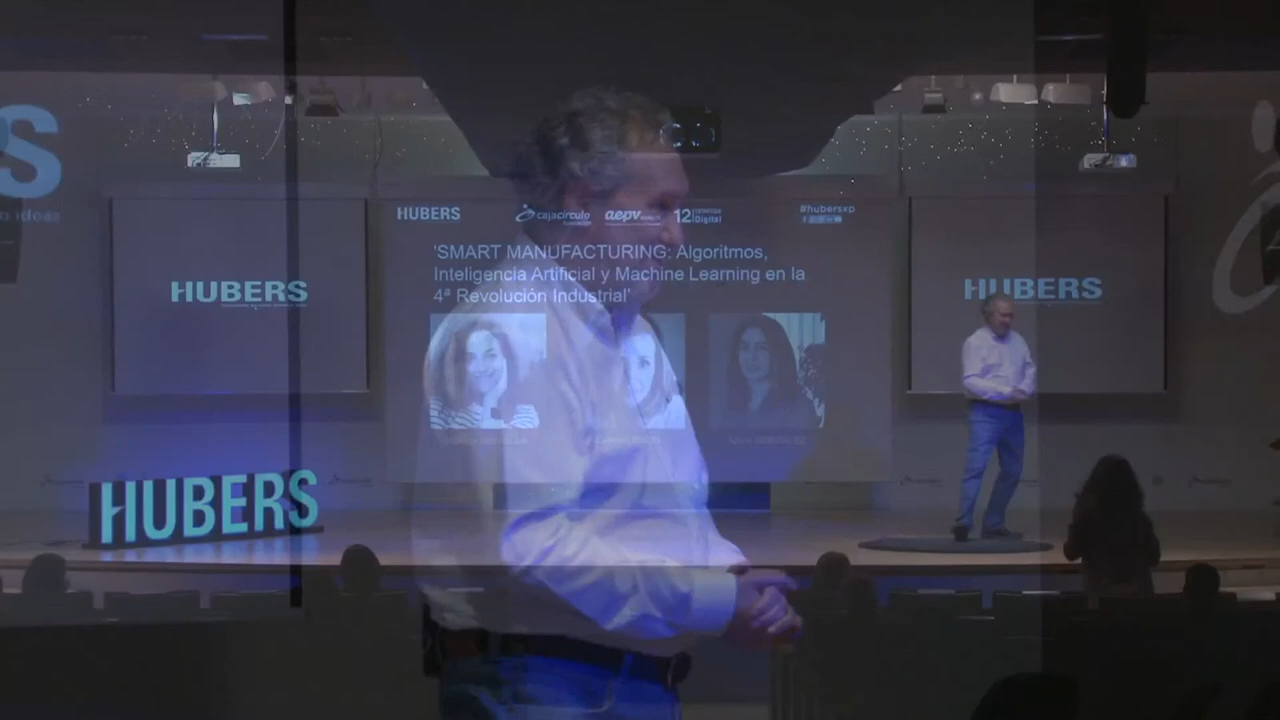 S
HUBERS
cajacírculo
aepv
12
Digital
#hubersxp
'SMART MANUFACTURING: Algoritmos,
Inteligencia Artificial y Machine Learning en la
4ª Revolución Industrial'
HUBERS
HUBERS
HUBERS